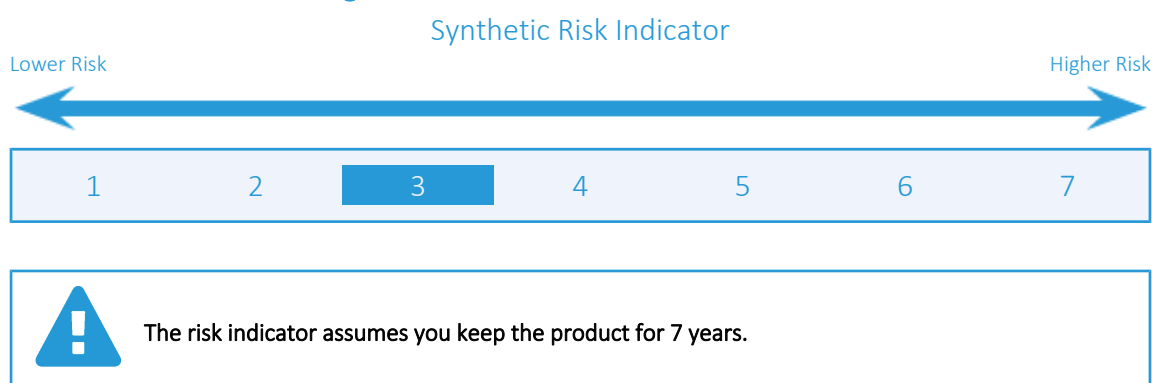 Synthetic Risk Indicator
Lower Risk Higher Risk
1 2 3 4 5 6 7
The risk indicator assumes you keep the product for 7 years.